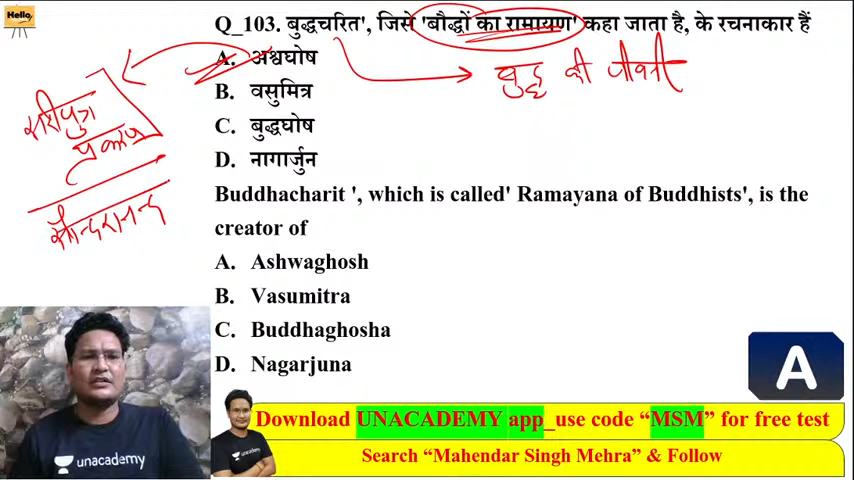 Hello
Q_103. बुद्धचरित', जिसे 'बौद्धों का रामायण' कहा जाता है, के रचनाकार हैं
A. अश्वघोष
B. वसुमित्र
C. बुद्धघोष
D. नागार्जुन
बुद्ध की जीवनी
सारिपुत्र
प्रकरण
सौन्दरानन्द
Buddhacharit ', which is called' Ramayana of Buddhists', is the
creator of
A. Ashwaghosh
B. Vasumitra
C. Buddhaghosha
D. Nagarjuna
A
unacademy
unacademy
Download UNACADEMY app_use code “MSM” for free test
Search “Mahendar Singh Mehra” & Follow